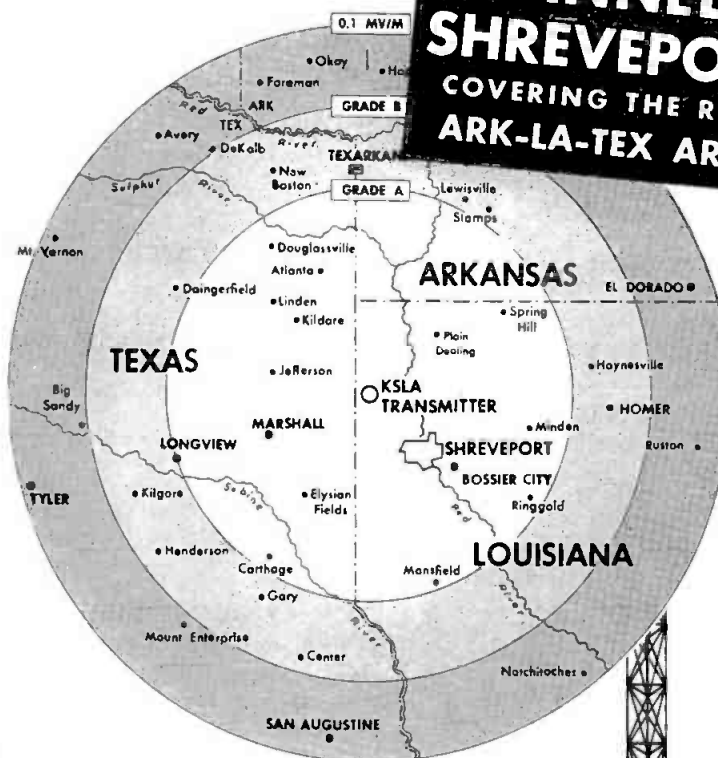 SHREVEPO
COVERING THE R
ARK-LA-TEX AR
0.1 MV/M
Okay
Foreman
ARK
TEX
Red
River
GRADE B
Avery
DeKalb
TEXARKAN
New
Boston
GRADE A
Sulphur
River
Lewisville
Stamps
Mt. Vernon
Douglassville
Atlanta
ARKANSAS
EL DORADO
Daingerfield
Linden
Kildare
Spring
Hill
Plain
Dealing
TEXAS
Jefferson
Haynesville
Big
Sandy
KSLA
TRANSMITTER
HOMER
MARSHALL
Minden
LONGVIEW
SHREVEPORT
Ruston
BOSSIER CITY
TYLER
Kilgore
Sabine
River
Elysian
Fields
Red
River
Ringgold
Henderson
Carthage
Mansfield
LOUISIANA
Gary
Mount Enterprise
Center
Natchitoches
SAN AUGUSTINE